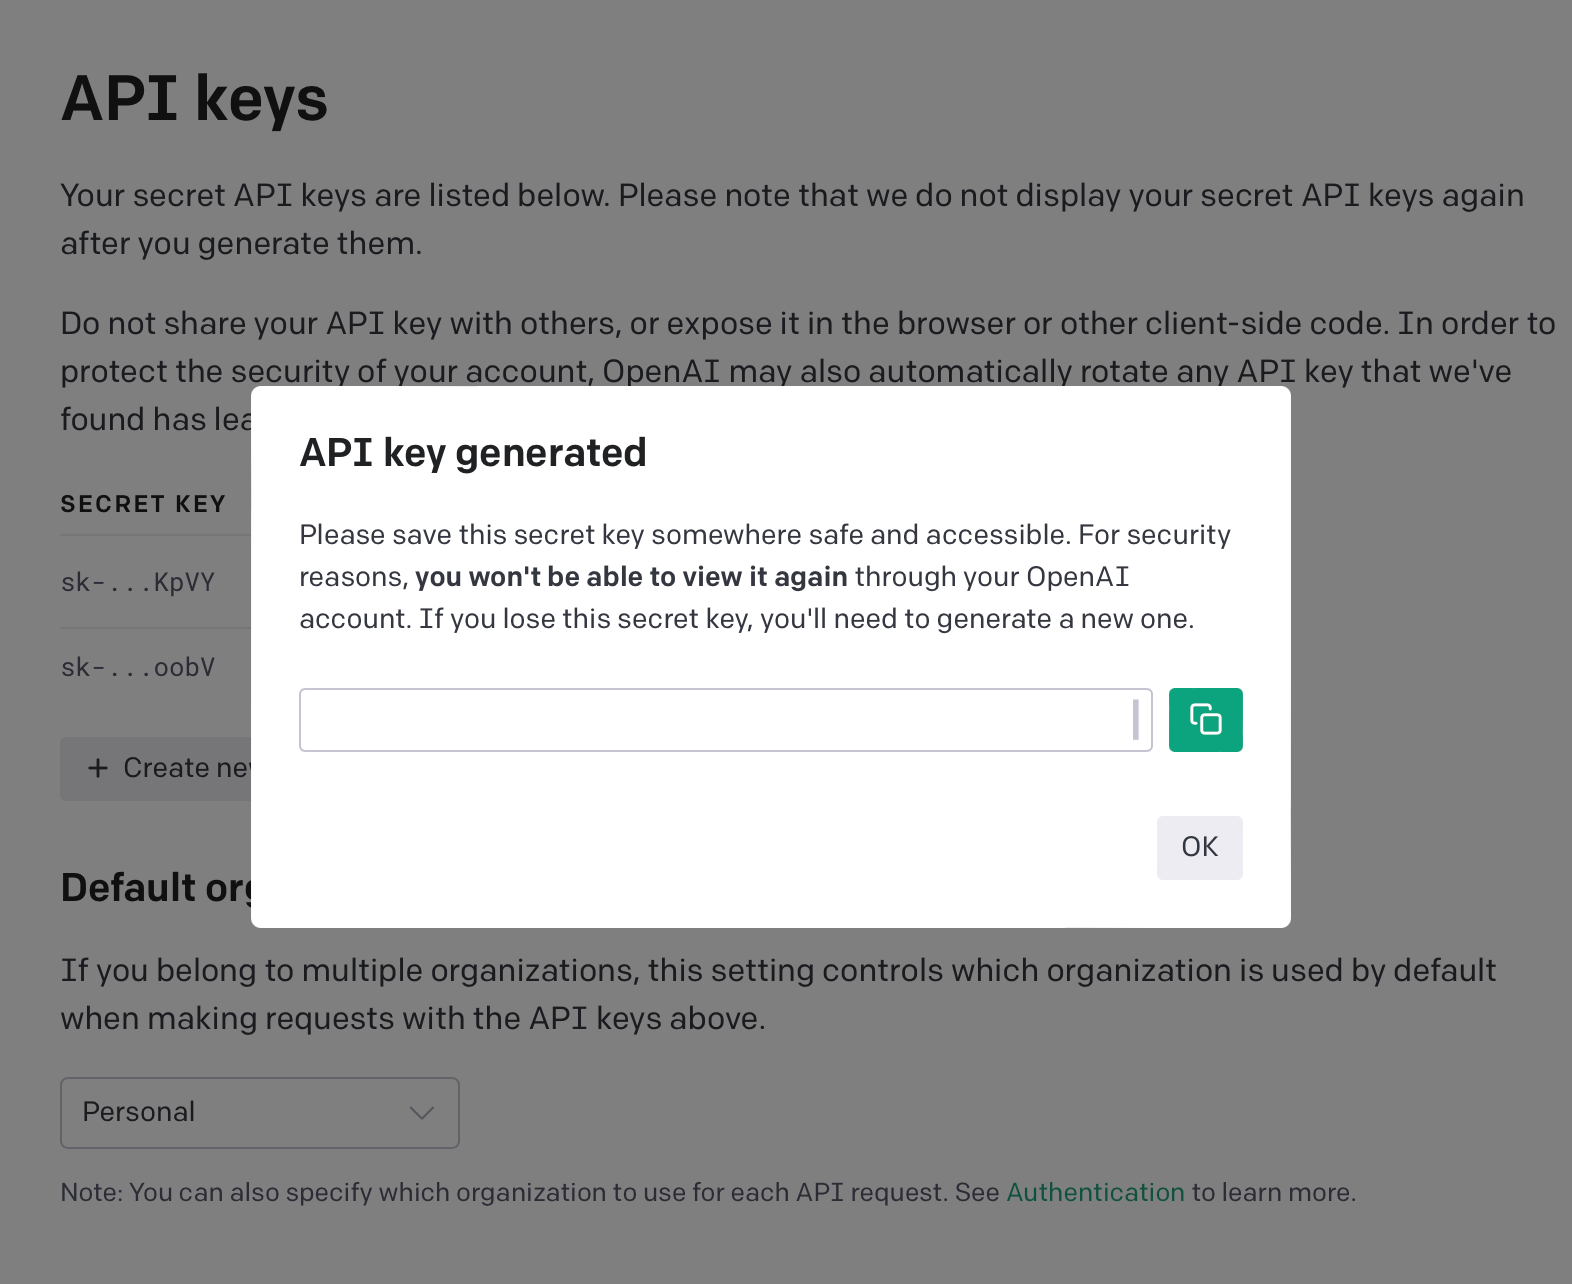 API keys
Your secret API keys are listed below. Please note that we do not display your secret API keys again
after you generate them.
Do not share your API key with others, or expose it in the browser or other client-side code. In order to
protect the security of your account, OpenAI may also automatically rotate any API key that we've
found has
API key generated
Please save this secret key somewhere safe and accessible. For security
reasons, you won't be able to view it again through your OpenAI
account. If you lose this secret key, you'll need to generate a new one.
OK
SECRET KEY
sk-...KpVY
sk-...oobV
+ Create
Default
If you belong to multiple organizations, this setting controls which organization is used by default
when making requests with the API keys above.
Personal
Note: You can also specify which organization to use for each API request. See Authentication to learn more.